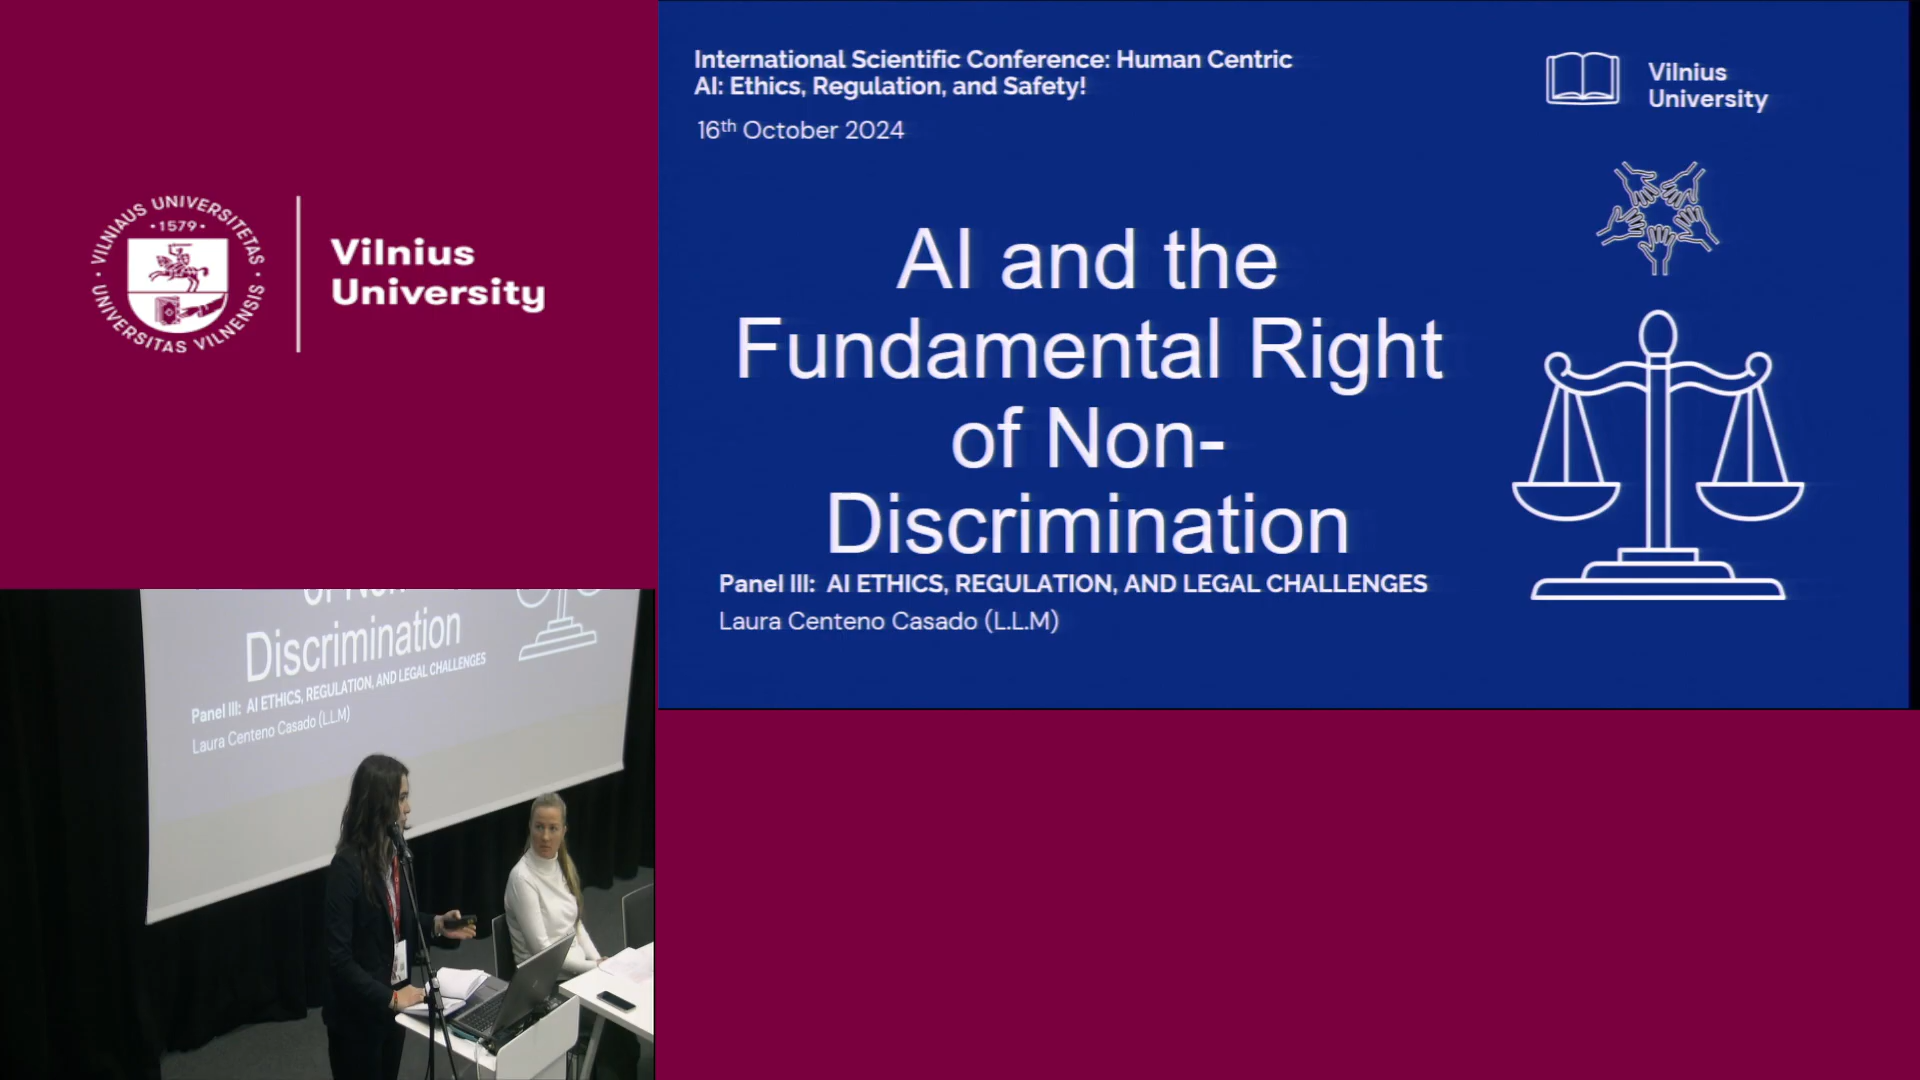 VILNIAUS UNIVERSITETAS
1579
UNIVERSITAS VILNENSIS
Vilnius
University
International Scientific Conference: Human Centric
AI: Ethics, Regulation, and Safety!
16th October 2024
Vilnius
University
AI and the
Fundamental Right
of Non-
Discrimination
Panel III: AI ETHICS, REGULATION, AND LEGAL CHALLENGES
Laura Centeno Casado (L.L.M)
of Non-
Discrimination
Panel III: AI ETHICS, REGULATION, AND LEGAL CHALLENGES
Laura Centeno Casado (L.L.M)